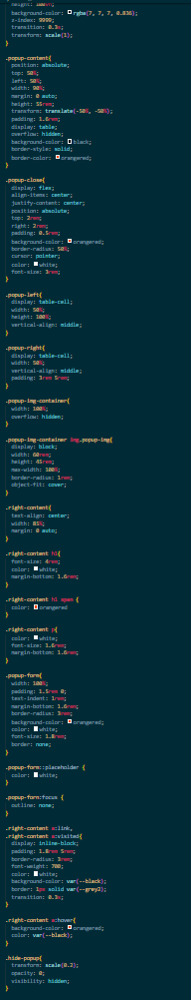 height: 100vh;
background-color: rgba(7, 7, 7, 0.836);
z-index: 9999;
transition: 0.3s;
transform: scale(1);
}
.popup-content{
position: absolute;
top: 50%;
left: 50%;
width: 90%;
margin: 0 auto;
height: 55rem;
transform: translate(-50%, -50%);
padding: 1.6rem;
display: table;
overflow: hidden;
background-color: black;
border-style: solid;
border-color: orangered;
}
.popup-close{
display: flex;
align-items: center;
justify-content: center;
position: absolute;
top: 2rem;
right: 2rem;
padding: 0.5rem;
background-color: orangered;
border-radius: 50%;
cursor: pointer;
color: white;
font-size: 3rem;
}
.popup-left{
display: table-cell;
width: 50%;
height: 100%;
vertical-align: middle;
}
.popup-right{
display: table-cell;
width: 50%;
vertical-align: middle;
padding: 3rem 5rem;
}
.popup-img-container{
width: 100%;
overflow: hidden;
}
.popup-img-container img.popup-img{
display: block;
width: 60rem;
height: 45rem;
max-width: 100%;
border-radius: 1rem;
object-fit: cover;
}
.right-content{
text-align: center;
width: 85%;
margin: 0 auto;
}
.right-content h1{
font-size: 4rem;
color: white;
margin-bottom: 1.6rem;
}
.right-content h1 span {
color: orangered
}
.right-content p{
color: white;
font-size: 1.6rem;
margin-bottom: 1.6rem;
}
.popup-form{
width: 100%;
padding: 1.5rem 0;
text-indent: 1rem;
margin-bottom: 1.6rem;
border-radius: 3rem;
background-color: orangered;
color: white;
font-size: 1.8rem;
border: none;
}
.popup-form::placeholder {
color: white;
}
.popup-form:focus {
outline: none;
}
.right-content a:link,
.right-content a:visited{
display: inline-block;
padding: 1.8rem 5rem;
border-radius: 3rem;
font-weight: 700;
color: white;
background-color: var(--black);
border: 1px solid var(--grey2);
transition: 0.3s;
}
.right-content a:hover{
background-color: orangered;
color: var(--black);
}
.hide-popup{
transform: scale(0.2);
opacity: 0;
visibility: hidden;
}